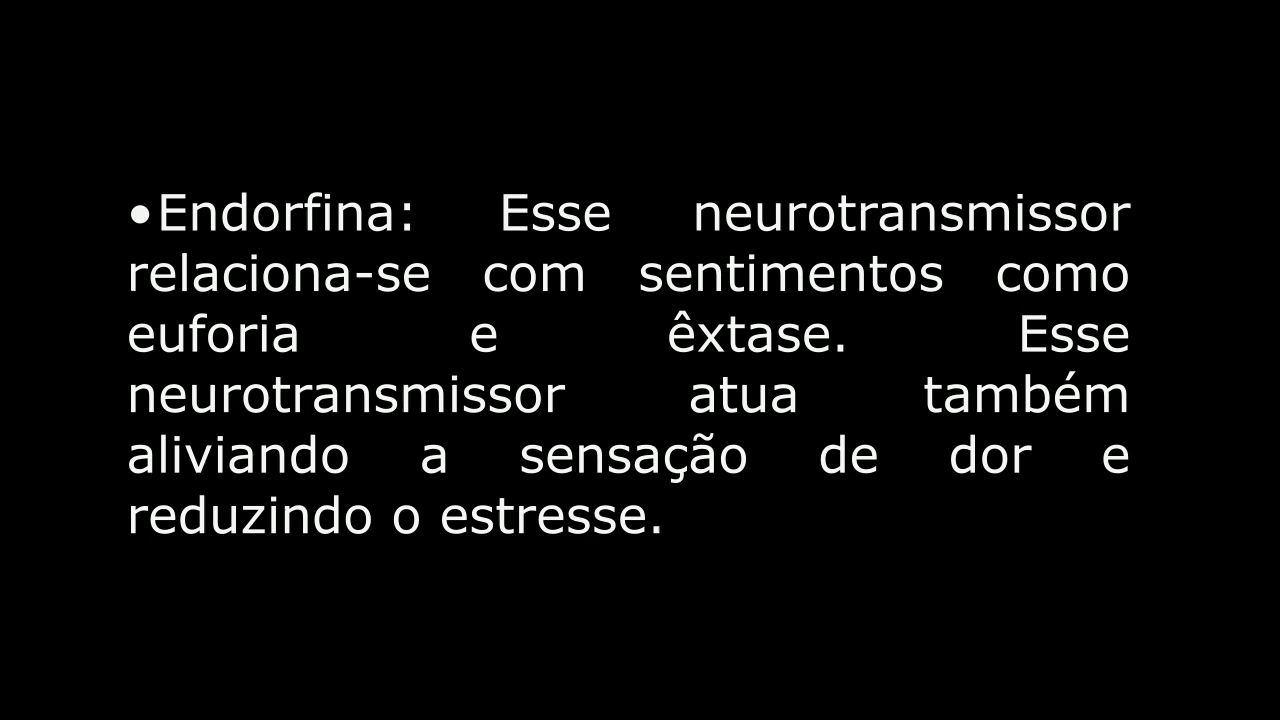 •Endorfina: Esse neurotransmissor
relaciona-se com sentimentos como
euforia e êxtase. Esse
neurotransmissor atua também
aliviando a sensação de dor e
reduzindo o estresse.